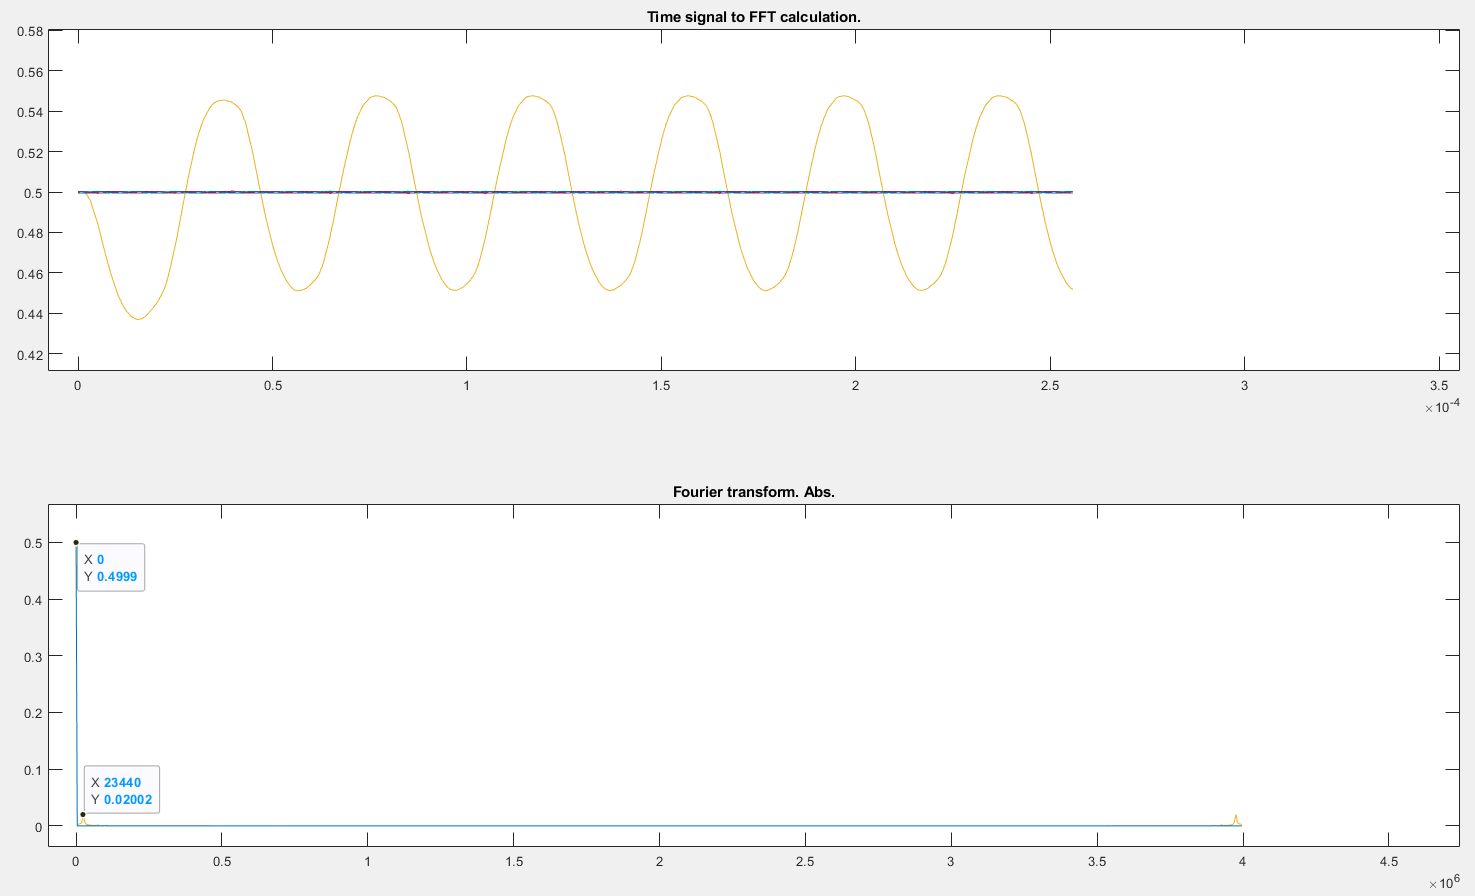 Time signal to FFT calculation.
0.58
0.56
0.54
0.52
0.5
0.48
0.46
0.44
0.42
0 0.5 1 1.5 2 2.5 3 3.5
×10-4
Fourier transform. Abs.
0.5
X 0
Y 0.4999
0.4
0.3
0.2
0.1
X 23440
Y 0.02002
0
0 0.5 1 1.5 2 2.5 3 3.5 4 4.5
×106